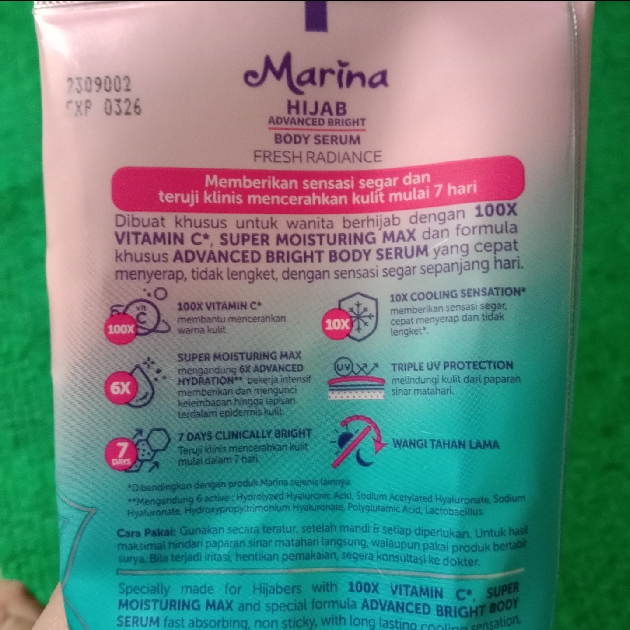 2309002
EXP 0326
Marina
HIJAB
ADVANCED BRIGHT
BODY SERUM
FRESH RADIANCE
Memberikan sensasi segar dan
teruji klinis mencerahkan kulit mulai 7 hari
Dibuat khusus untuk wanita berhijab dengan 100X
VITAMIN C*, SUPER MOISTURING MAX dan formula
khusus ADVANCED BRIGHT BODY SERUM yang cepat
menyerap, tidak lengket, dengan sensasi segar sepanjang hari.
100X
100X VITAMIN C*
membantu mencerahkan
warna kulit.
10X
10X COOLING SENSATION*
memberikan sensasi segar,
cepat menyerap dan tidak
lengket*.
6X
SUPER MOISTURING MAX
mengandung 6X ADVANCED
HYDRATION** bekerja intensif
memberikan dan mengunci
kelembapan hingga lapisan
terdalam epidermis kulit.
UV
TRIPLE UV PROTECTION
melindungi kulit dari paparan
sinar matahari.
7
DAYS
7 DAYS CLINICALLY BRIGHT
Teruji klinis mencerahkan kulit
mulai dalam 7 hari.
WANGI TAHAN LAMA
*Dibandingkan dengan produk Marina sejenis lainnya.
**Mengandung 6 active : Hydrolyzed Hyaluronic Acid, Sodium Acetylated Hyaluronate, Sodium
Hyaluronate, Hydroxypropyltrimonium Hyaluronate, Polyglutamic Acid, Lactobacillus.
Cara Pakai: Gunakan secara teratur, setelah mandi & setiap diperlukan. Untuk hasil
maksimal hindari paparan sinar matahari langsung, walaupun pakai produk bertabir
surya. Bila terjadi iritasi, hentikan pemakaian, segera konsultasi ke dokter.
Specially made for Hijabers with 100X VITAMIN C*, SUPER
MOISTURING MAX and special formula ADVANCED BRIGHT BODY
SERUM fast absorbing, non sticky, with long lasting cooling sensation.